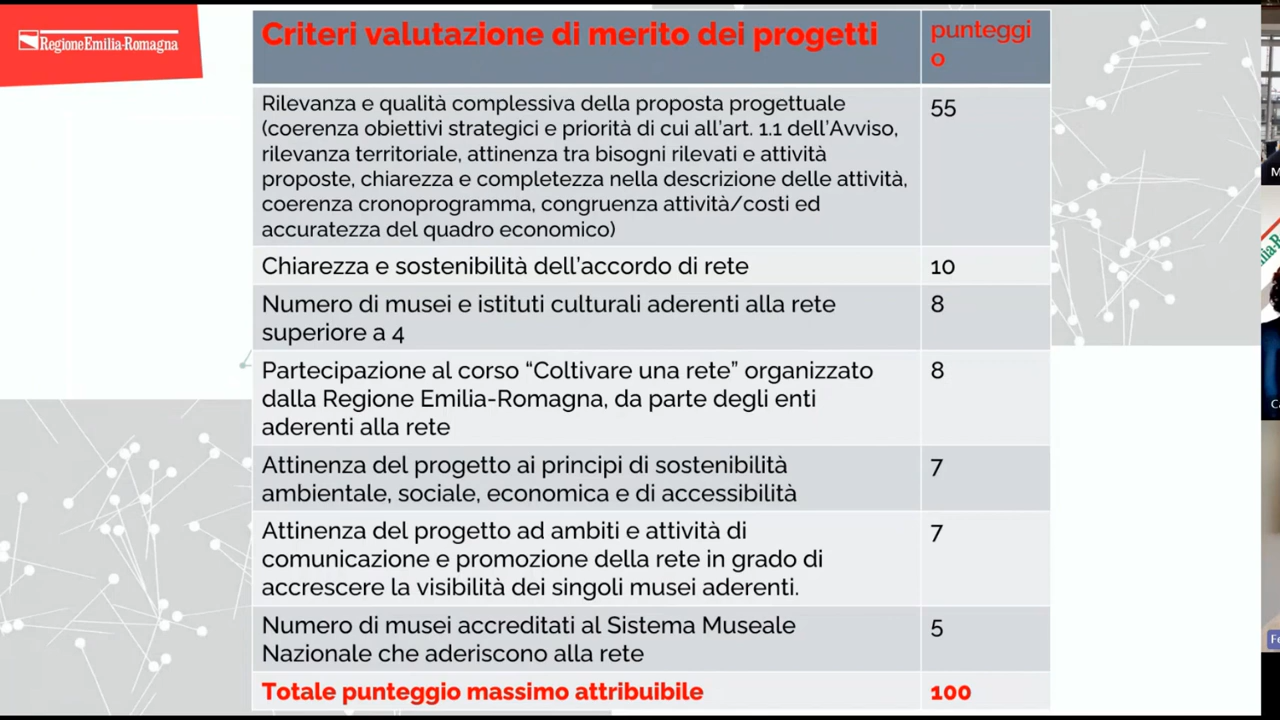 RegioneEmilia-Romagna
Criteri valutazione di merito dei progetti
punteggi
o
Rilevanza e qualità complessiva della proposta progettuale
(coerenza obiettivi strategici e priorità di cui all'art. 1.1 dell'Avviso,
rilevanza territoriale, attinenza tra bisogni rilevati e attività
proposte, chiarezza e completezza nella descrizione delle attività,
coerenza cronoprogramma, congruenza attività/costi ed
accuratezza del quadro economico)
55
Chiarezza e sostenibilità dell'accordo di rete
10
Numero di musei e istituti culturali aderenti alla rete
superiore a 4
8
Partecipazione al corso “Coltivare una rete” organizzato
dalla Regione Emilia-Romagna, da parte degli enti
aderenti alla rete
8
Attinenza del progetto ai principi di sostenibilità
ambientale, sociale, economica e di accessibilità
7
Attinenza del progetto ad ambiti e attività di
comunicazione e promozione della rete in grado di
accrescere la visibilità dei singoli musei aderenti.
7
Numero di musei accreditati al Sistema Museale
Nazionale che aderiscono alla rete
5
Totale punteggio massimo attribuibile
100